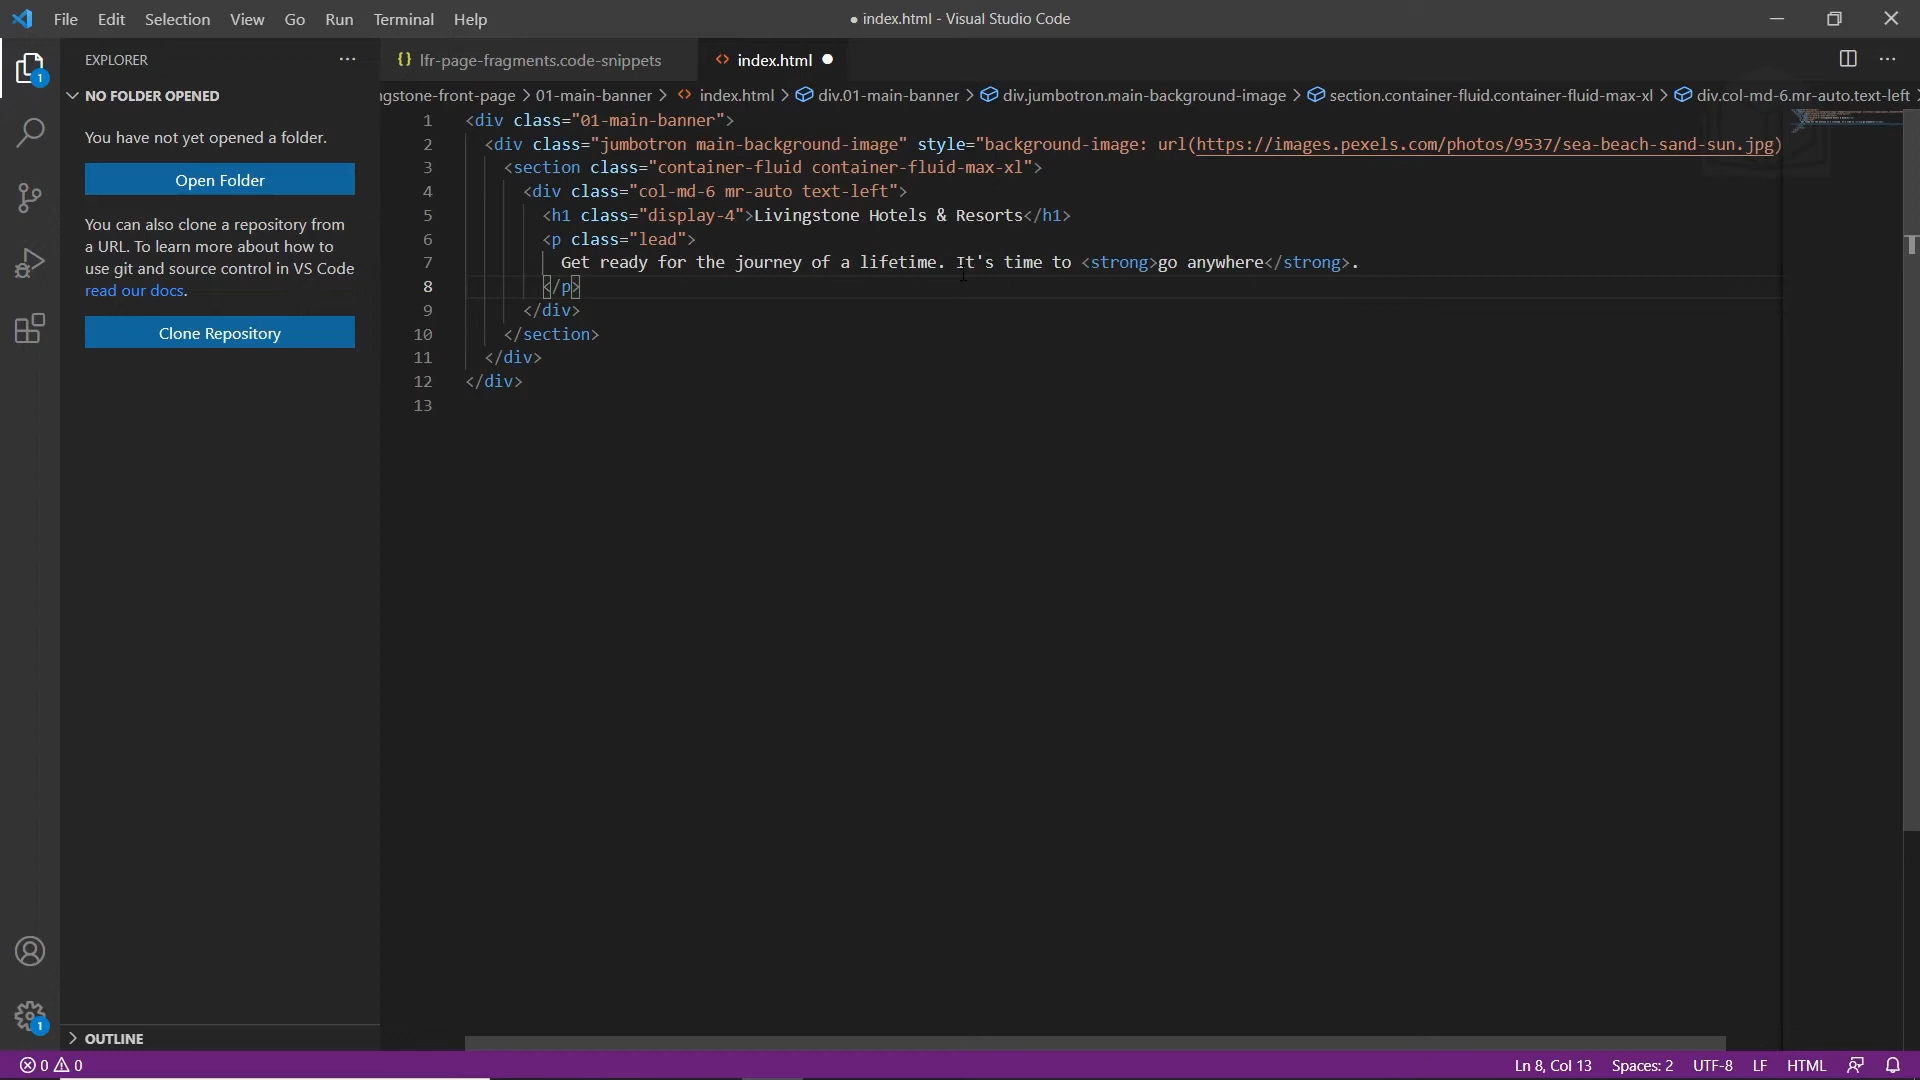 File Edit Selection View Go Run Terminal Help
● index.html - Visual Studio Code
EXPLORER
{} lfr-page-fragments.code-snippets
<> index.html ●
NO FOLDER OPENED
ngstone-front-page > 01-main-banner > <> index.html > div.01-main-banner > div.jumbotron.main-background-image > section.container-fluid.container-fluid-max-xl > div.col-md-6.mr-auto.text-left >
You have not yet opened a folder.
Open Folder
You can also clone a repository from
a URL. To learn more about how to
use git and source control in VS Code
read our docs.
Clone Repository
1 <div class="01-main-banner">
2 <div class="jumbotron main-background-image" style="background-image: url(https://images.pexels.com/photos/9537/sea-beach-sand-sun.jpg)
3 <section class="container-fluid container-fluid-max-xl">
4 <div class="col-md-6 mr-auto text-left">
5 <h1 class="display-4">Livingstone Hotels & Resorts</h1>
6 <p class="lead">
7 Get ready for the journey of a lifetime. It's time to <strong>go anywhere</strong>.
8 </p>
9 </div>
10 </section>
11 </div>
12 </div>
13
1
1
OUTLINE
0 0
Ln 8, Col 13 Spaces: 2 UTF-8 LF HTML